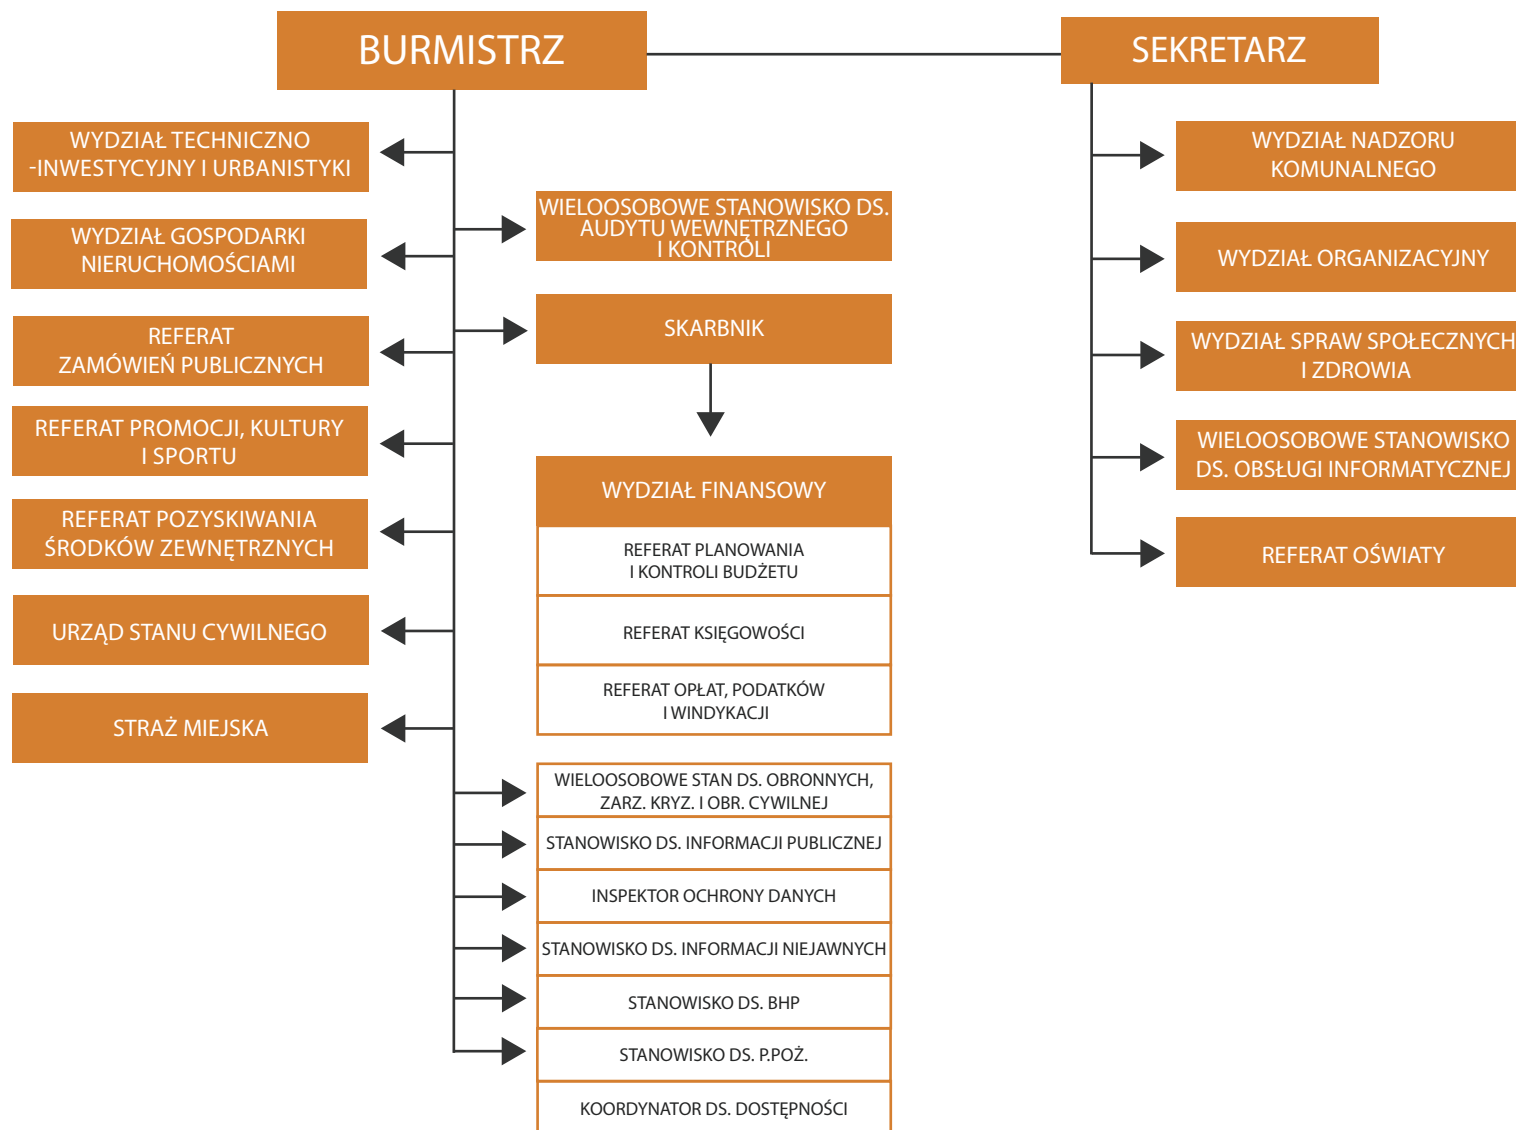 BURMISTRZ
SEKRETARZ
WYDZIAŁ TECHNICZNO
-INWESTYCYJNY I URBANISTYKI
WYDZIAŁ GOSPODARKI
NIERUCHOMOŚCIAMI
REFERAT
ZAMÓWIEŃ PUBLICZNYCH
REFERAT PROMOCJI, KULTURY
I SPORTU
REFERAT POZYSKIWANIA
ŚRODKÓW ZEWNĘTRZNYCH
URZĄD STANU CYWILNEGO
STRAŻ MIEJSKA
WIELOOSOBOWE STANOWISKO DS.
AUDYTU WEWNĘTRZNEGO
I KONTRÓLI
SKARBNIK
WYDZIAŁ FINANSOWY
REFERAT PLANOWANIA
I KONTROLI BUDŻETU
REFERAT KSIĘGOWOŚCI
REFERAT OPŁAT, PODATKÓW
I WINDYKACJI
WIELOOSOBOWE STAN DS. OBRONNYCH,
ZARZ. KRYZ. I OBR. CYWILNEJ
STANOWISKO DS. INFORMACJI PUBLICZNEJ
INSPEKTOR OCHRONY DANYCH
STANOWISKO DS. INFORMACJI NIEJAWNYCH
STANOWISKO DS. BHP
STANOWISKO DS. P.POŻ.
KOORDYNATOR DS. DOSTĘPNOŚCI
WYDZIAŁ NADZORU
KOMUNALNEGO
WYDZIAŁ ORGANIZACYJNY
WYDZIAŁ SPRAW SPOŁECZNYCH
I ZDROWIA
WIELOOSOBOWE STANOWISKO
DS. OBSŁUGI INFORMATYCZNEJ
REFERAT OŚWIATY